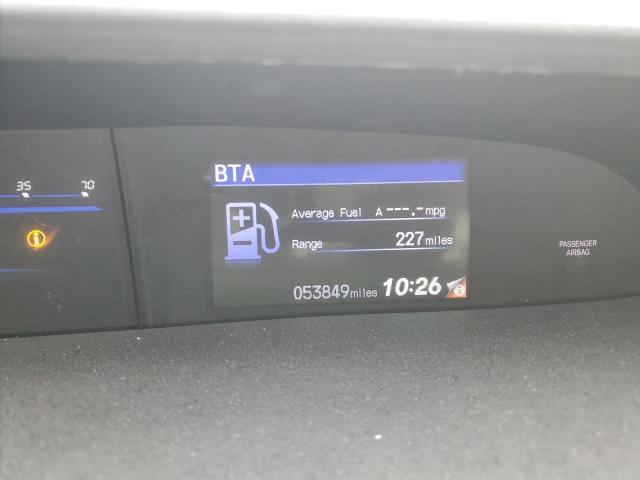 BTA
35 70
Average Fuel A ---.- mpg
Range 227 miles
PASSENGER
AIRBAG
053849 miles 10:26